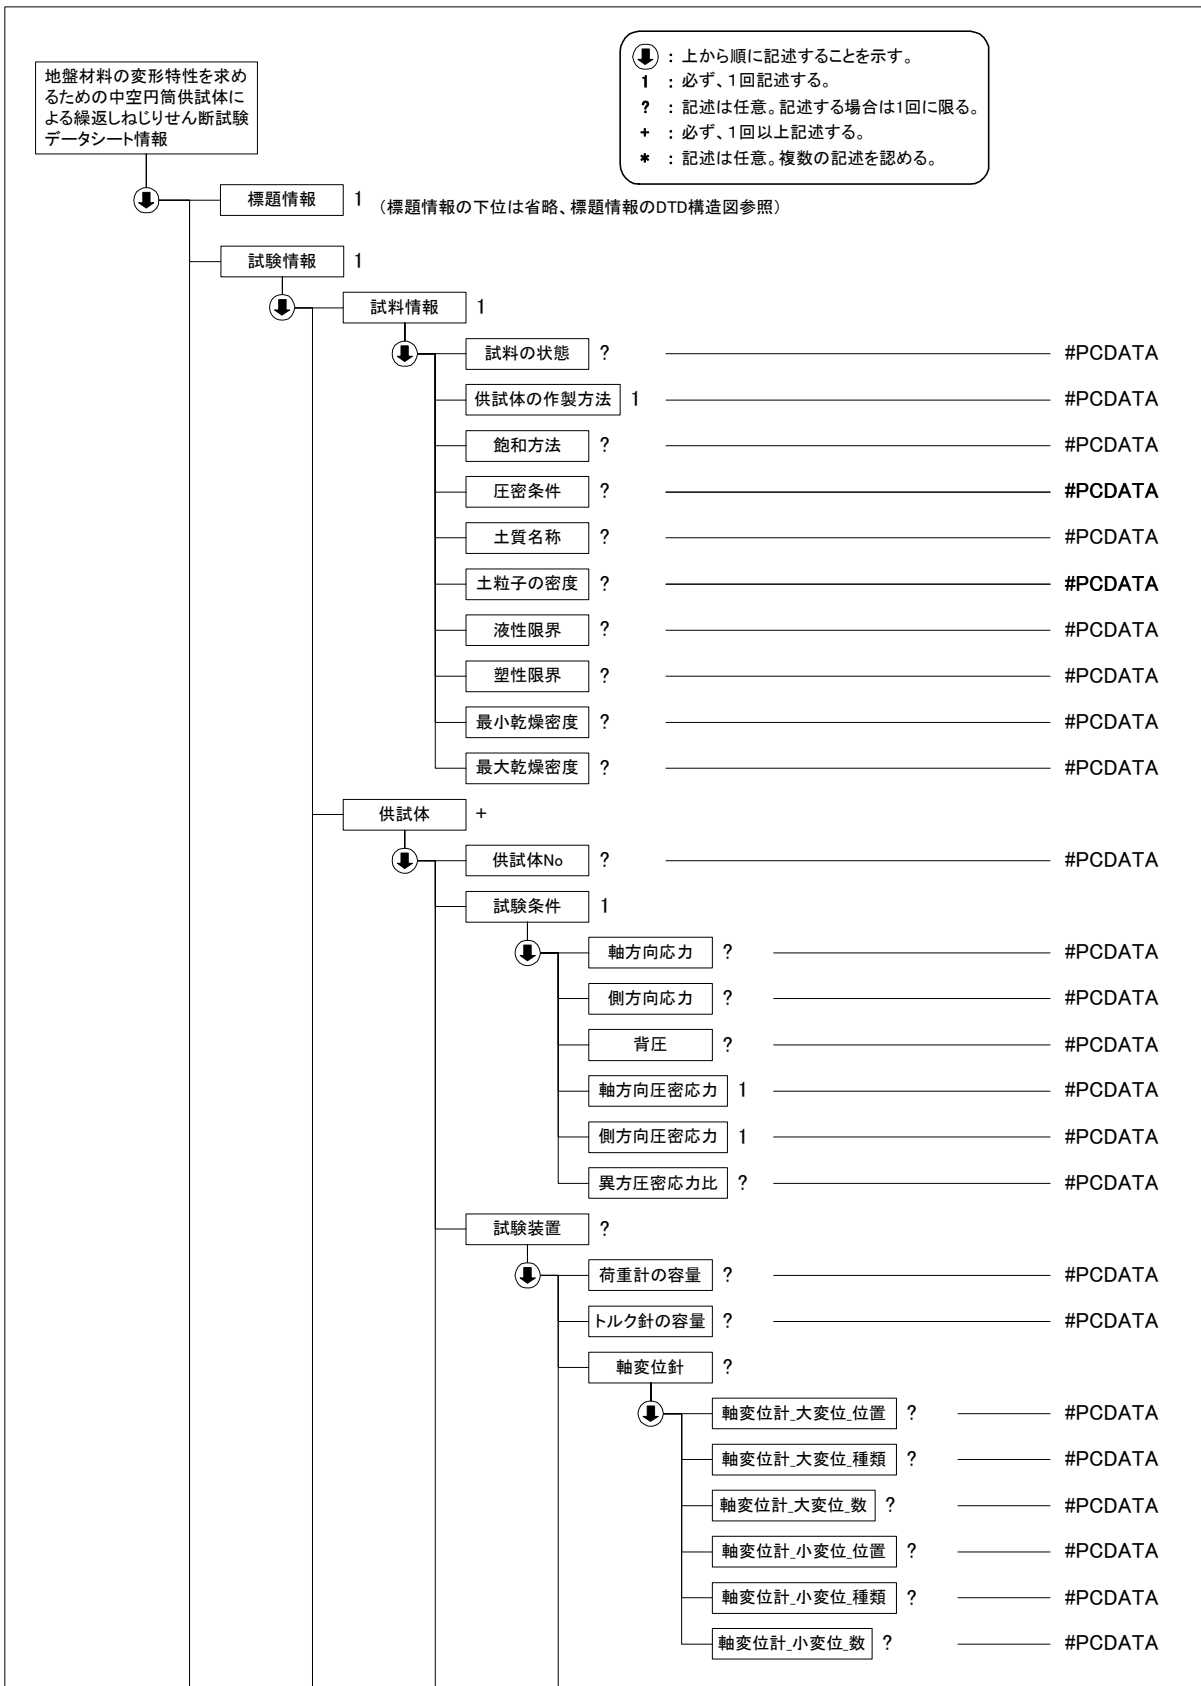 地盤材料の変形特性を求め
るための中空円筒供試体に
よる繰返しねじりせん断試験
データシート情報
：上から順に記述することを示す。
1 ：必ず、1回記述する。
? ：記述は任意。記述する場合は1回に限る。
+ ：必ず、1回以上記述する。
* ：記述は任意。複数の記述を認める。
標題情報 1 （標題情報の下位は省略、標題情報のDTD構造図参照）
試験情報 1
試料情報 1
試料の状態 ? #PCDATA
供試体の作製方法 1 #PCDATA
飽和方法 ? #PCDATA
圧密条件 ? #PCDATA
土質名称 ? #PCDATA
土粒子の密度 ? #PCDATA
液性限界 ? #PCDATA
塑性限界 ? #PCDATA
最小乾燥密度 ? #PCDATA
最大乾燥密度 ? #PCDATA
供試体 +
供試体No ? #PCDATA
試験条件 1
軸方向応力 ? #PCDATA
側方向応力 ? #PCDATA
背圧 ? #PCDATA
軸方向圧密応力 1 #PCDATA
側方向圧密応力 1 #PCDATA
異方圧密応力比 ? #PCDATA
試験装置 ?
荷重計の容量 ? #PCDATA
トルク針の容量 ? #PCDATA
軸変位針 ?
軸変位計_大変位_位置 ? #PCDATA
軸変位計_大変位_種類 ? #PCDATA
軸変位計_大変位_数 ? #PCDATA
軸変位計_小変位_位置 ? #PCDATA
軸変位計_小変位_種類 ? #PCDATA
軸変位計_小変位_数 ? #PCDATA